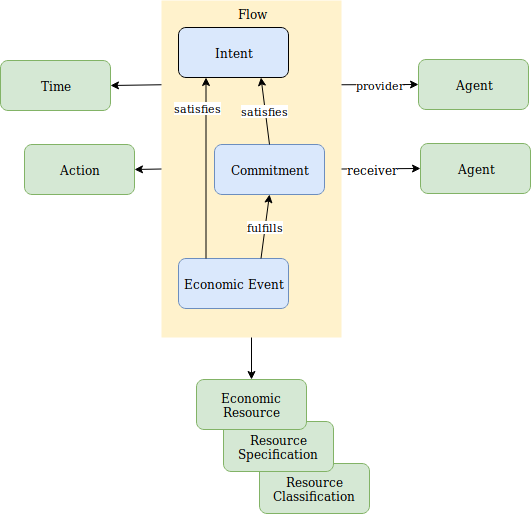 Flow
Intent
Time
provider
Agent
satisfies
satisfies
Action
Commitment
receiver
Agent
fulfills
Economic Event
Economic
Resource
Resource
Specification
Resource
Classification